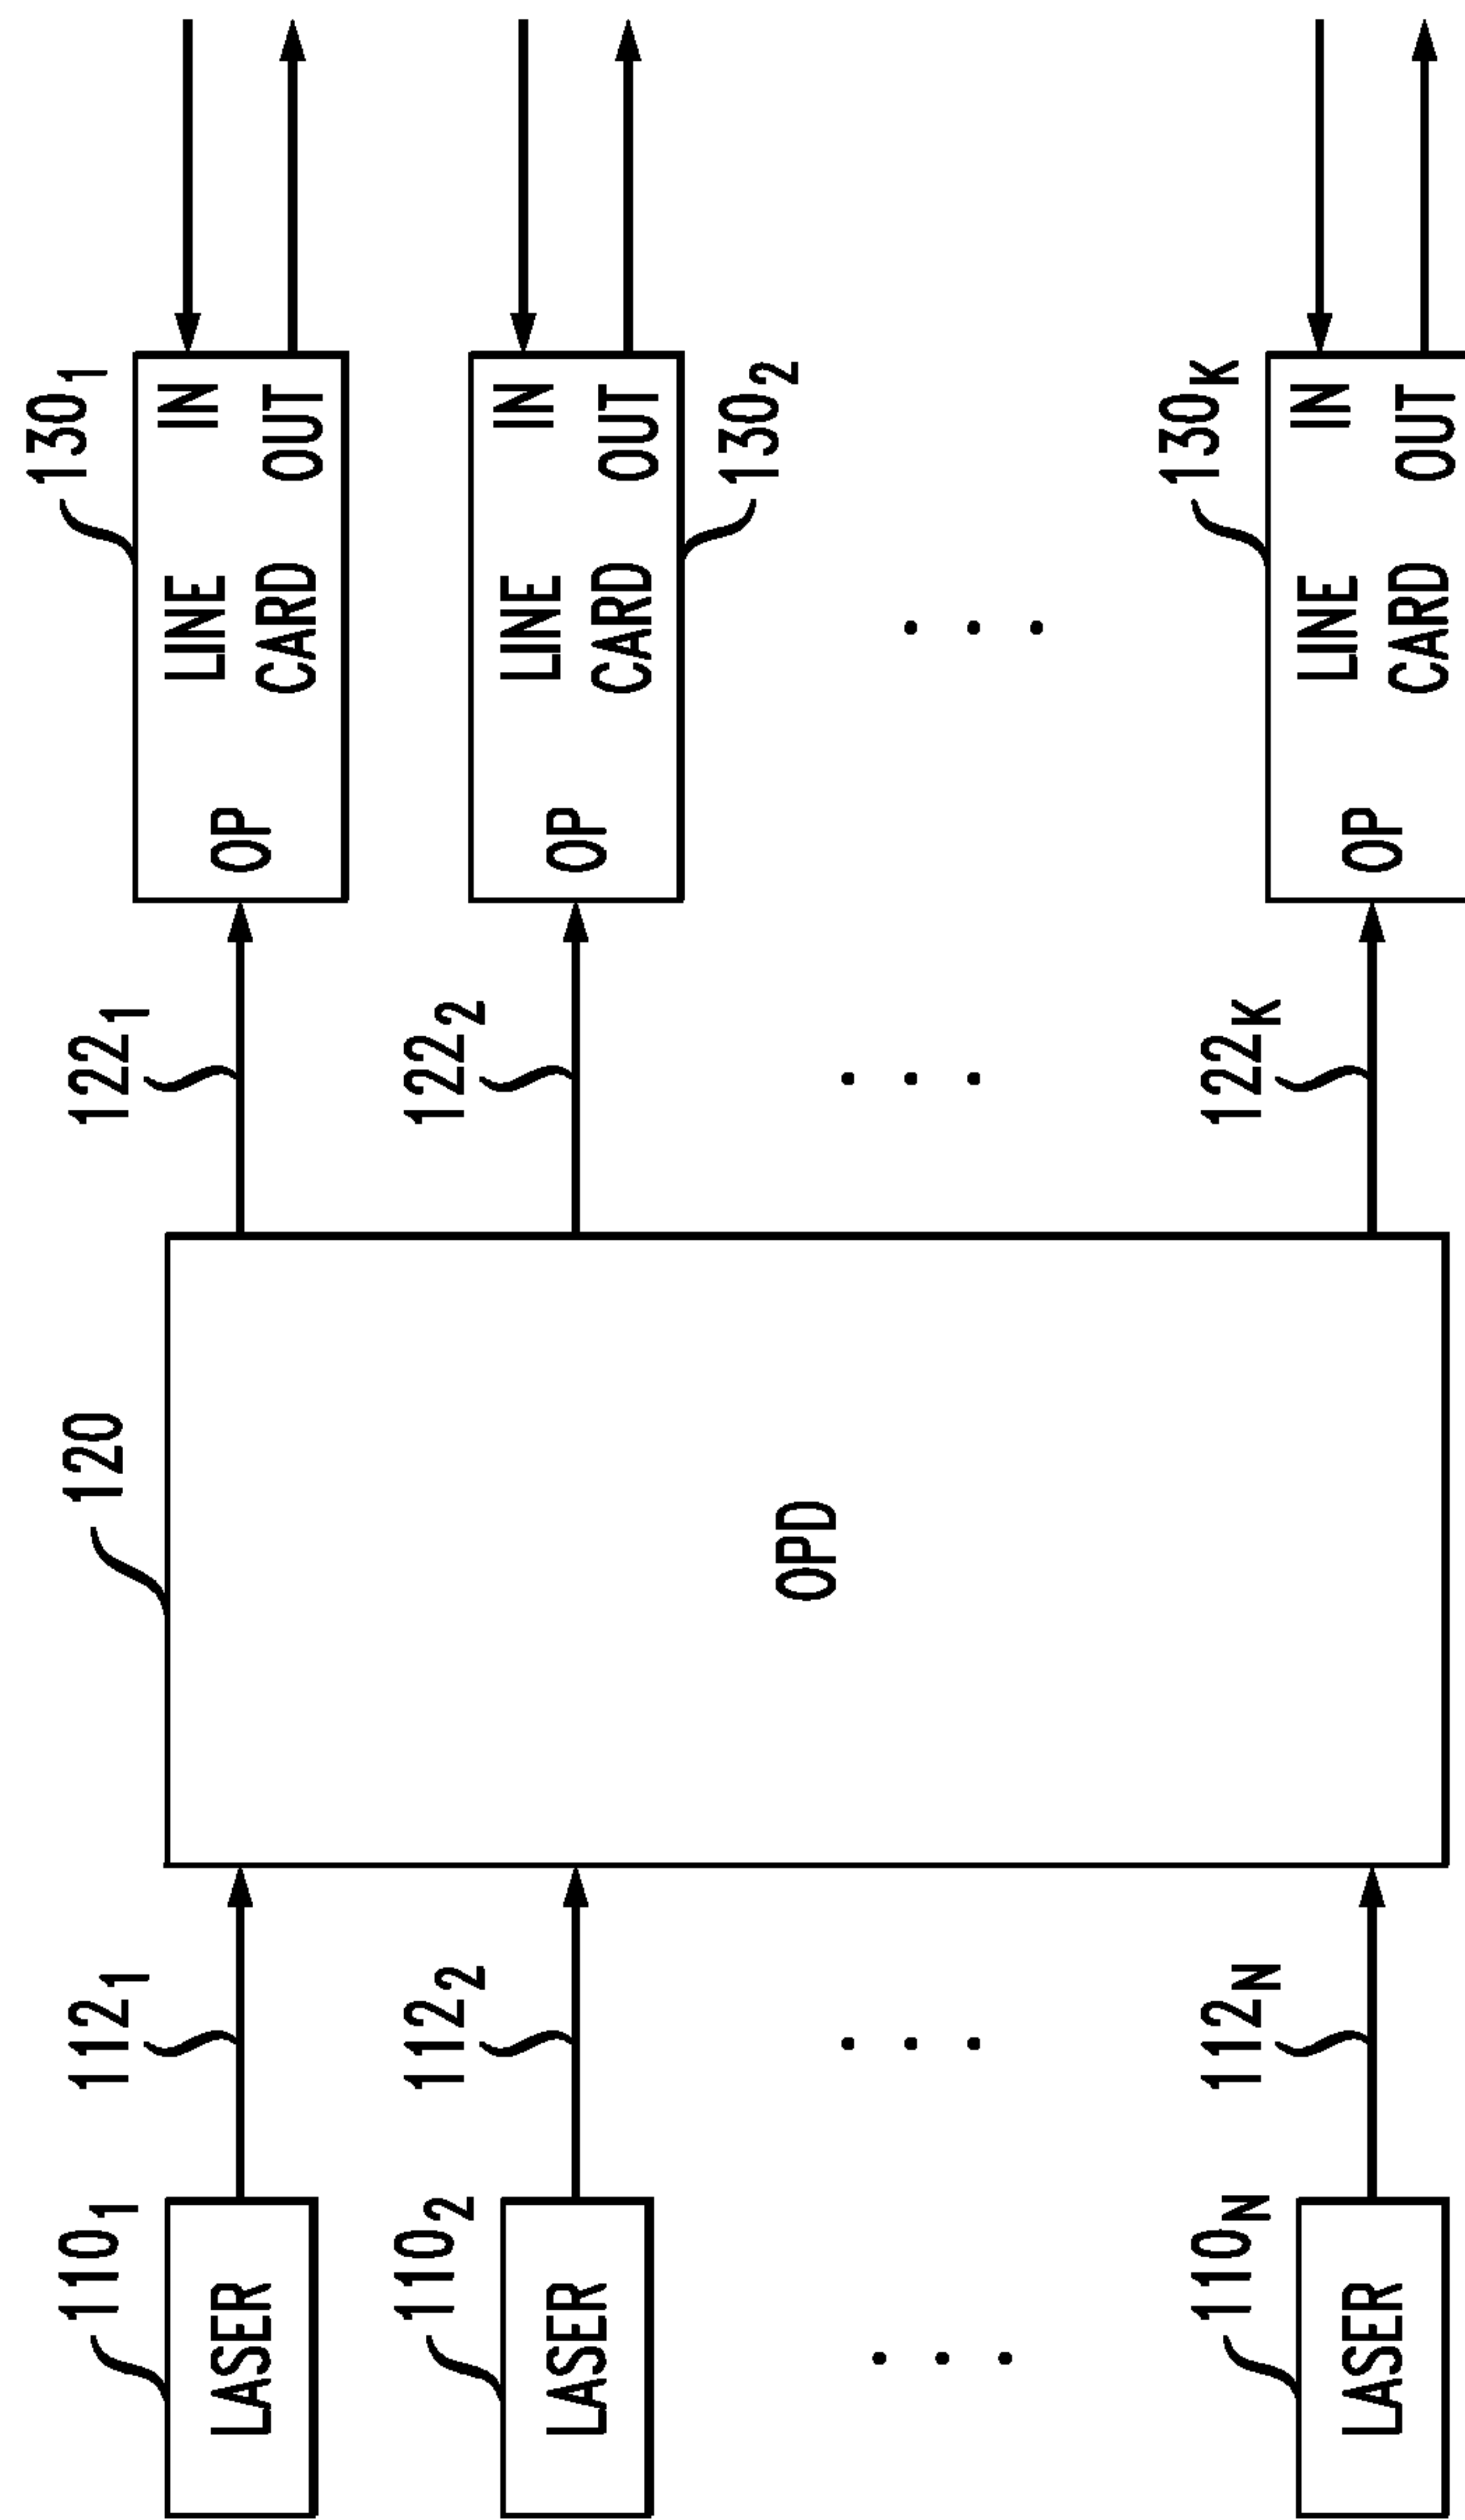 110₁
LASER
112₁
120
OPD
122₁
130₁
OP
LINE
CARD
IN
OUT
110₂
LASER
112₂
122₂
130₂
OP
LINE
CARD
IN
OUT
. . .
. . .
. . .
. . .
110N
LASER
112N
122K
130K
OP
LINE
CARD
IN
OUT